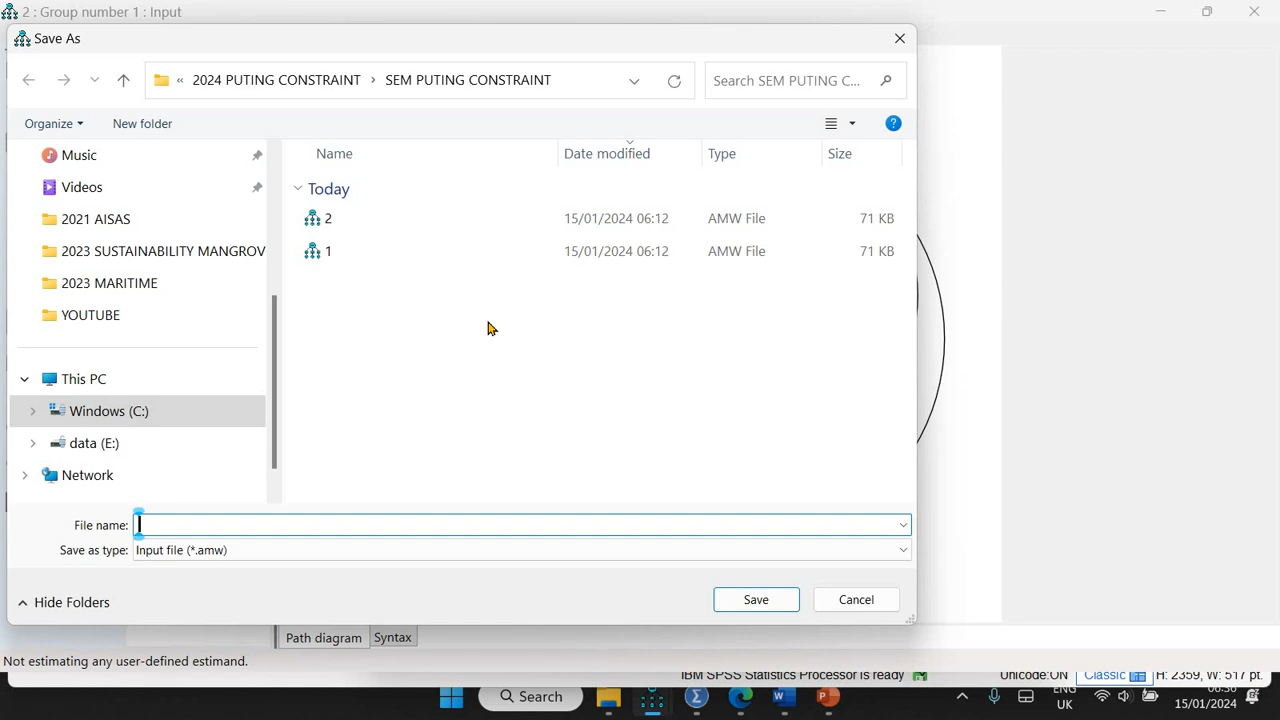 2 : Group number 1 : Input
Save As
« 2024 PUTING CONSTRAINT > SEM PUTING CONSTRAINT
Search SEM PUTING C...
Organize
New folder
Name Date modified Type Size
Music
Videos
2021 AISAS
2023 SUSTAINABILITY MANGROV
2023 MARITIME
YOUTUBE
This PC
Windows (C:)
data (E:)
Network
Today
2 15/01/2024 06:12 AMW File 71 KB
1 15/01/2024 06:12 AMW File 71 KB
File name:
Save as type: Input file (*.amw)
Hide Folders
Save
Cancel
Path diagram Syntax
Not estimating any user-defined estimand.
IBM SPSS Statistics Processor is ready Unicode:ON Classic H: 2359, W: 517 pt.
Search
ENG
UK
15/01/2024